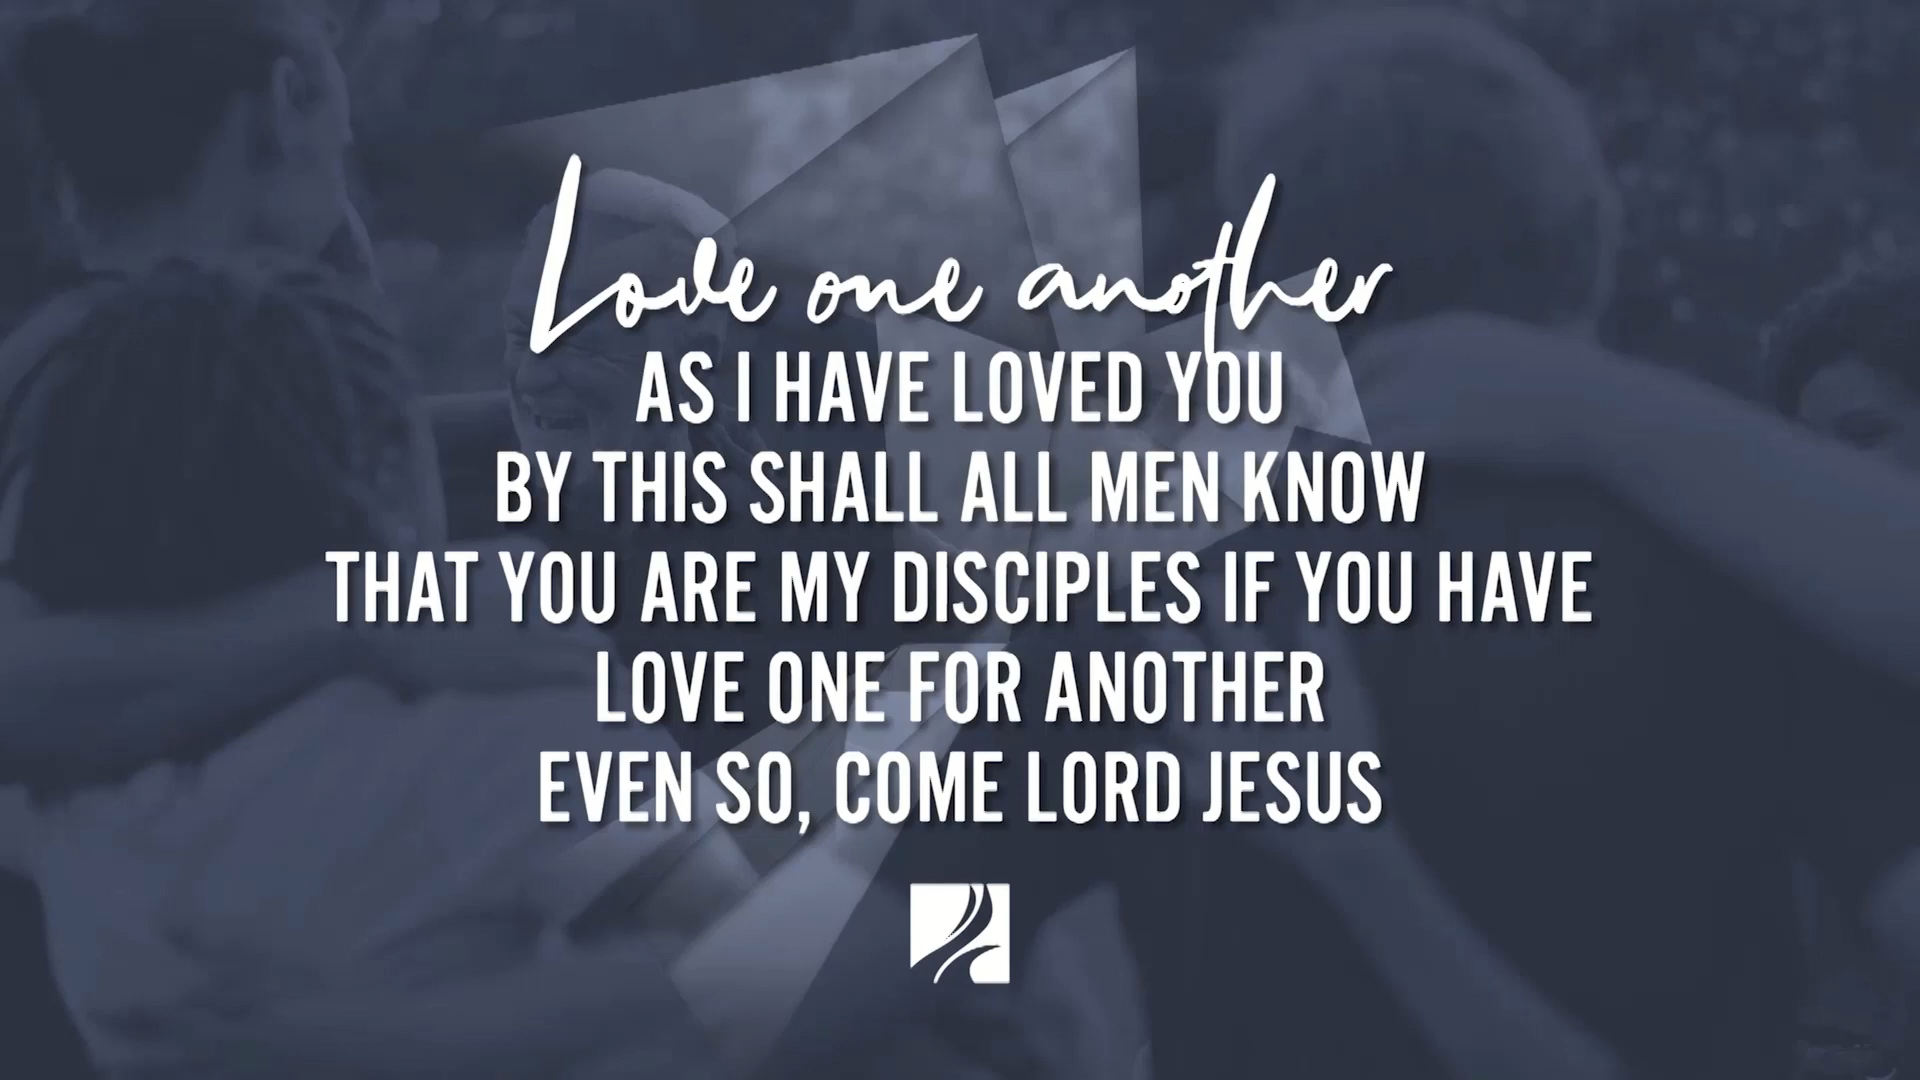 Love one another
AS I HAVE LOVED YOU
BY THIS SHALL ALL MEN KNOW
THAT YOU ARE MY DISCIPLES IF YOU HAVE
LOVE ONE FOR ANOTHER
EVEN SO, COME LORD JESUS